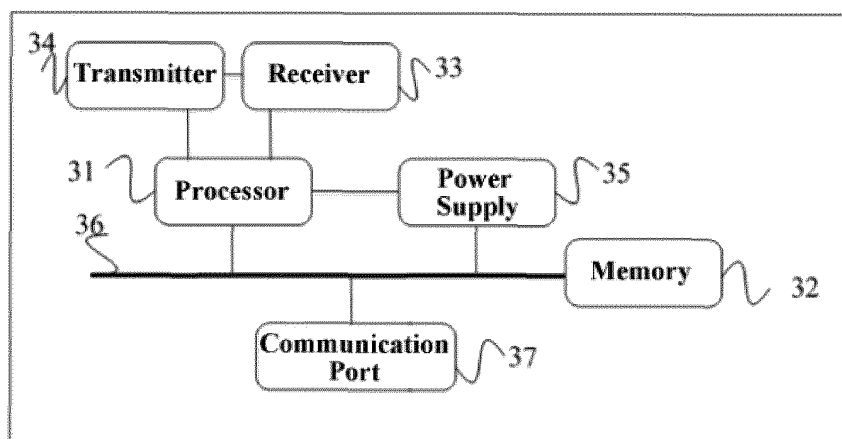 34
Transmitter
Receiver
33
31
Processor
Power
Supply
35
36
Memory
32
Communication
Port
37